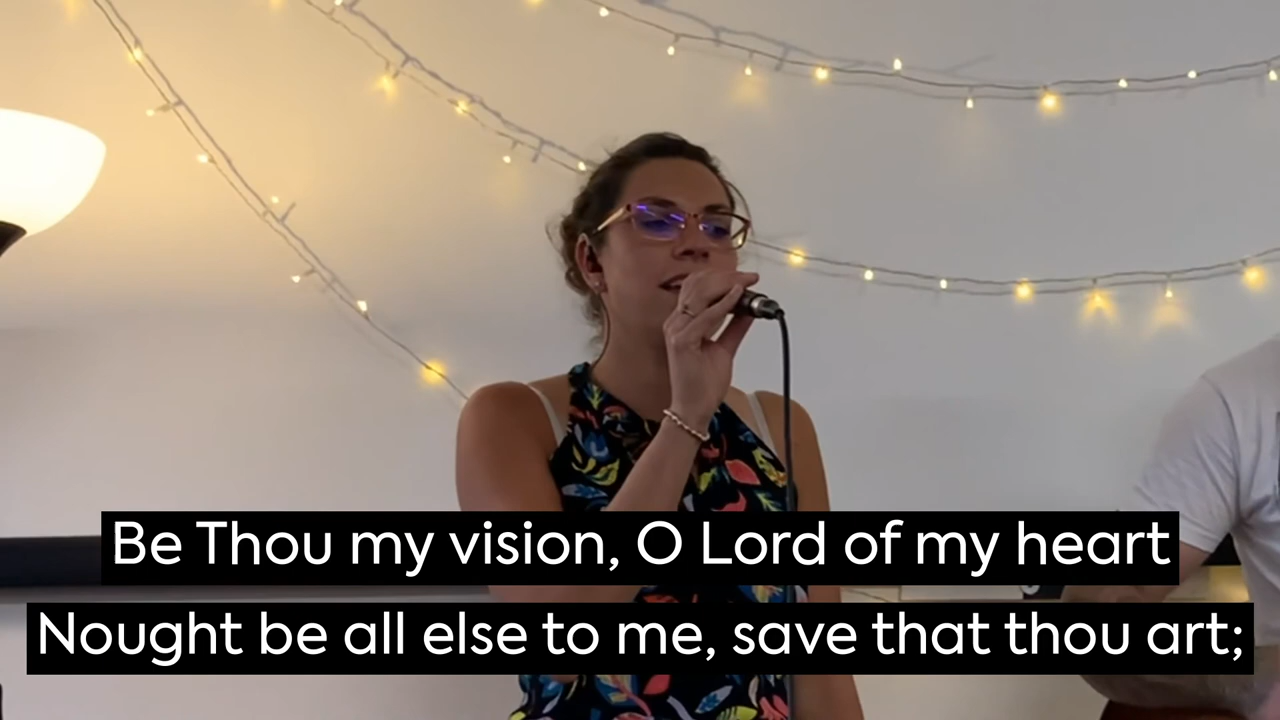 Be Thou my vision, O Lord of my heart
Nought be all else to me, save that thou art;